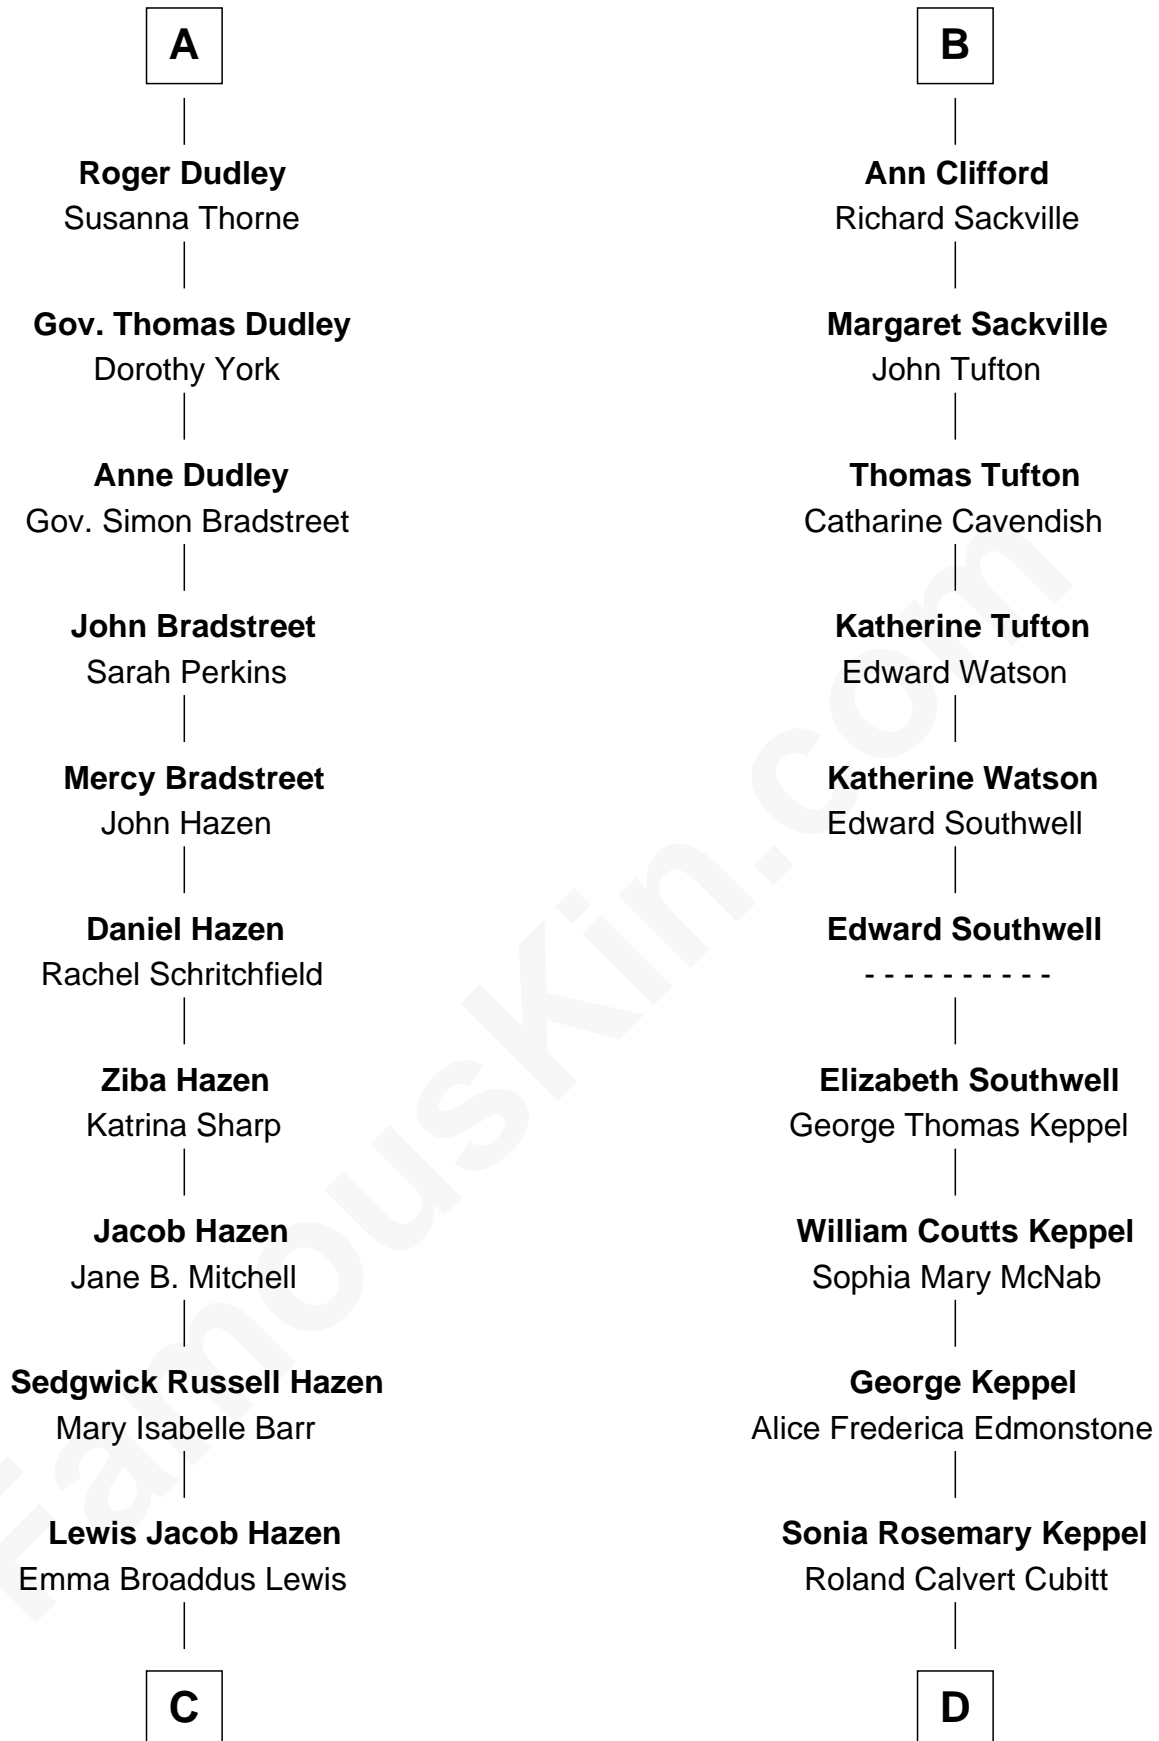 A
Roger Dudley
Susanna Thorne
Gov. Thomas Dudley
Dorothy York
Anne Dudley
Gov. Simon Bradstreet
John Bradstreet
Sarah Perkins
Mercy Bradstreet
John Hazen
Daniel Hazen
Rachel Schritchfield
Ziba Hazen
Katrina Sharp
Jacob Hazen
Jane B. Mitchell
Sedgwick Russell Hazen
Mary Isabelle Barr
Lewis Jacob Hazen
Emma Broaddus Lewis
C
B
Ann Clifford
Richard Sackville
Margaret Sackville
John Tufton
Thomas Tufton
Catharine Cavendish
Katherine Tufton
Edward Watson
Katherine Watson
Edward Southwell
Edward Southwell
- - - - - - - - - -
Elizabeth Southwell
George Thomas Keppel
William Coutts Keppel
Sophia Mary McNab
George Keppel
Alice Frederica Edmonstone
Sonia Rosemary Keppel
Roland Calvert Cubitt
D
FamousKin.com